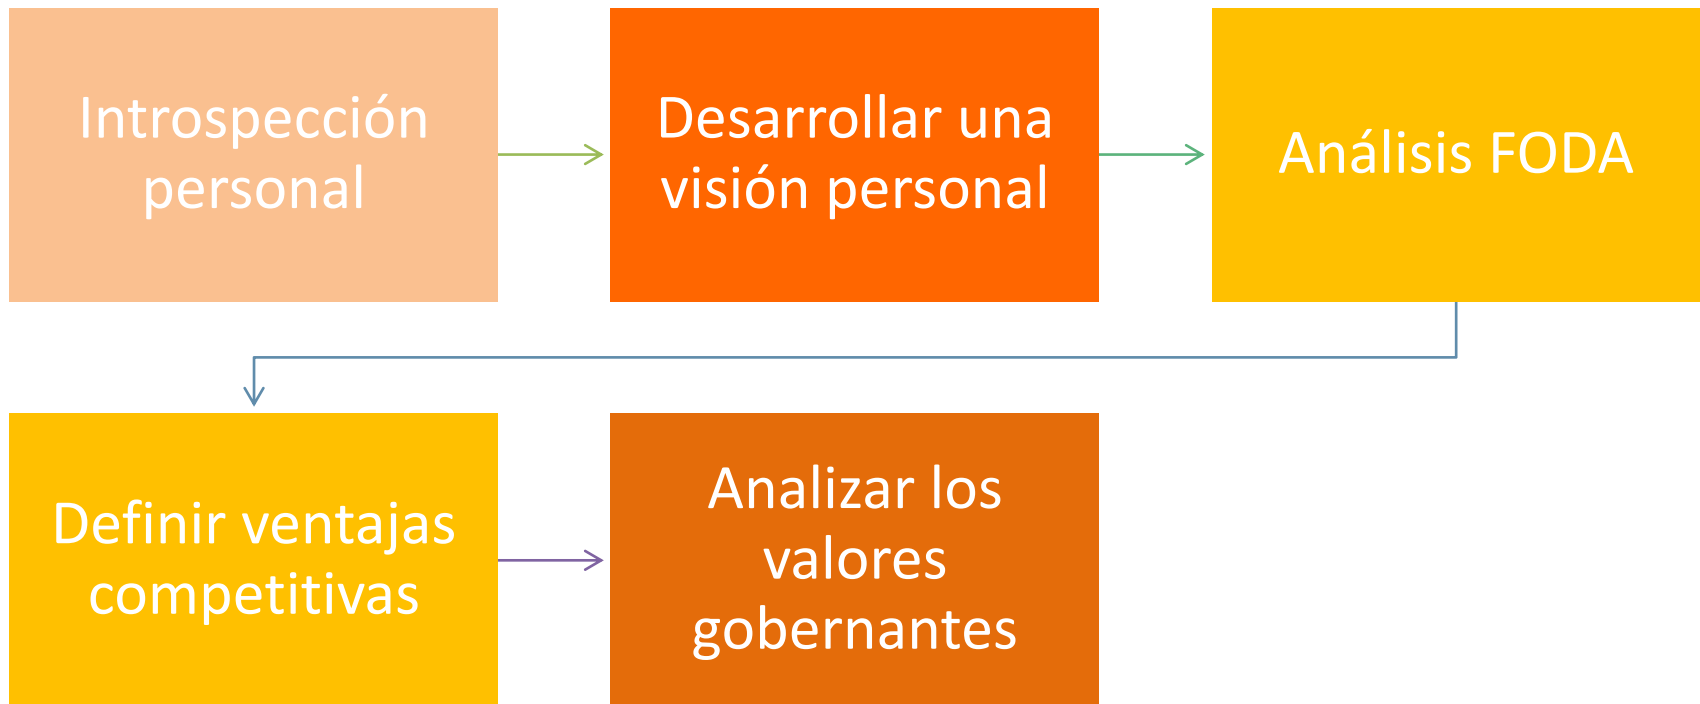 Introspección
personal
Desarrollar una
visión personal
Análisis FODA
Definir ventajas
competitivas
Analizar los
valores
gobernantes